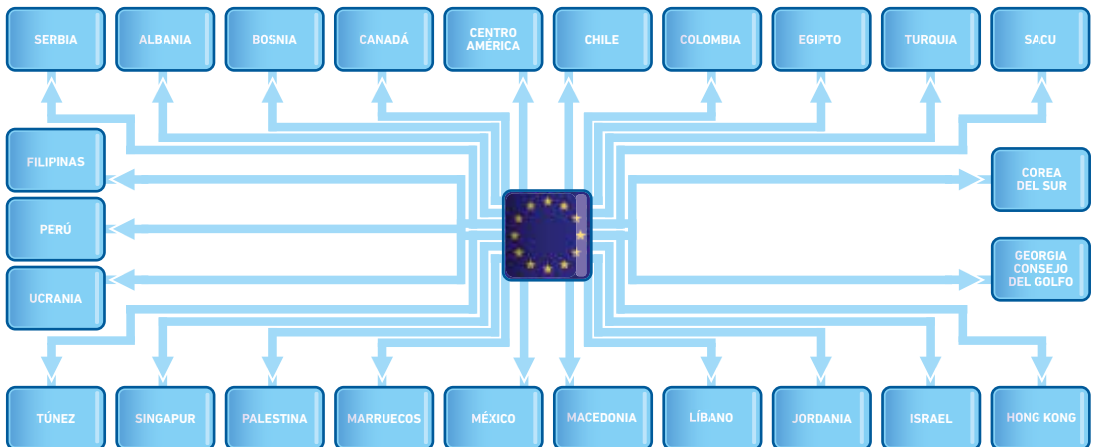 SERBIA
ALBANIA
BOSNIA
CANADÁ
CENTRO
AMÉRICA
CHILE
COLOMBIA
EGIPTO
TURQUIA
SACU
FILIPINAS
COREA
DEL SUR
PERÚ
GEORGIA
CONSEJO
DEL GOLFO
UCRANIA
TÚNEZ
SINGAPUR
PALESTINA
MARRUECOS
MÉXICO
MACEDONIA
LÍBANO
JORDANIA
ISRAEL
HONG KONG